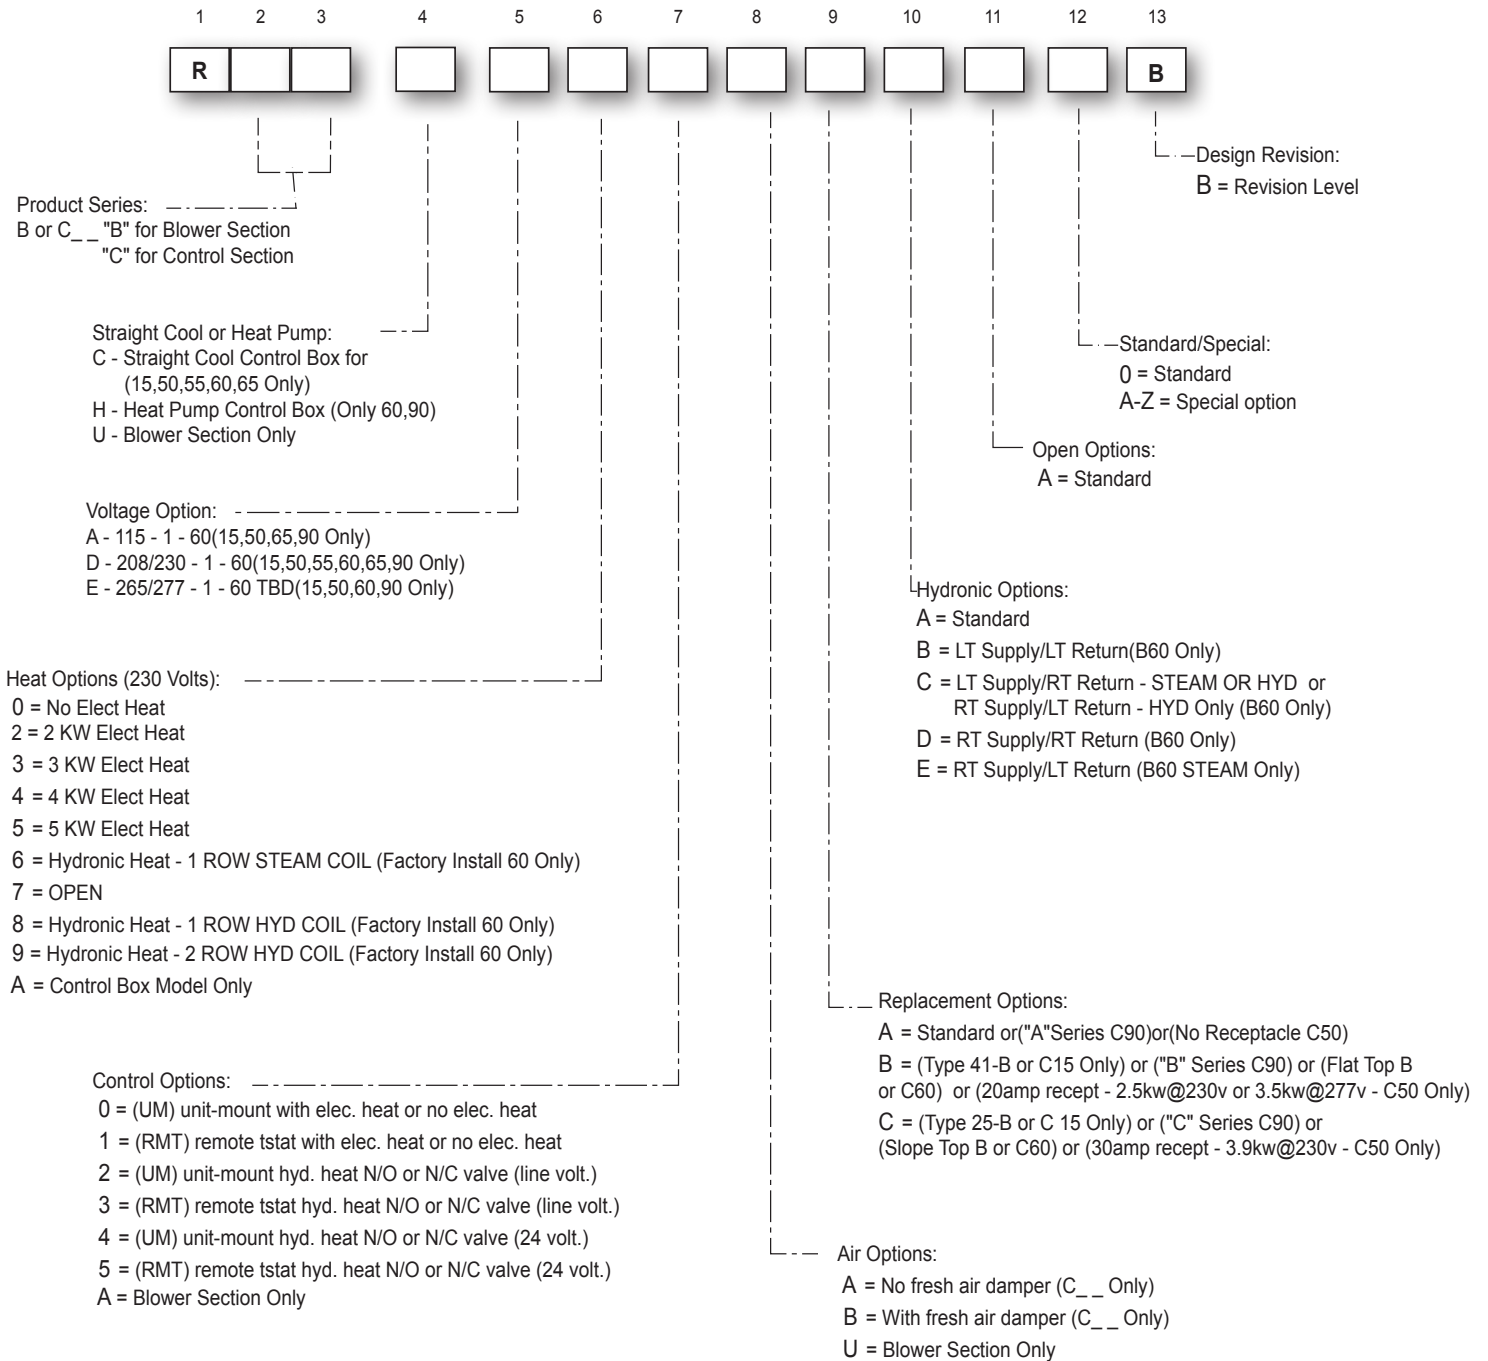 1 2 3 4 5 6 7 8 9 10 11 12 13
R B
Design Revision:
B = Revision Level
Product Series:
B or C_ _ "B" for Blower Section
"C" for Control Section
Straight Cool or Heat Pump:
C - Straight Cool Control Box for
(15,50,55,60,65 Only)
H - Heat Pump Control Box (Only 60,90)
U - Blower Section Only
Standard/Special:
0 = Standard
A-Z = Special option
Open Options:
A = Standard
Voltage Option:
A - 115 - 1 - 60(15,50,65,90 Only)
D - 208/230 - 1 - 60(15,50,55,60,65,90 Only)
E - 265/277 - 1 - 60 TBD(15,50,60,90 Only)
Hydronic Options:
A = Standard
B = LT Supply/LT Return(B60 Only)
C = LT Supply/RT Return - STEAM OR HYD or
RT Supply/LT Return - HYD Only (B60 Only)
D = RT Supply/RT Return (B60 Only)
E = RT Supply/LT Return (B60 STEAM Only)
Heat Options (230 Volts):
0 = No Elect Heat
2 = 2 KW Elect Heat
3 = 3 KW Elect Heat
4 = 4 KW Elect Heat
5 = 5 KW Elect Heat
6 = Hydronic Heat - 1 ROW STEAM COIL (Factory Install 60 Only)
7 = OPEN
8 = Hydronic Heat - 1 ROW HYD COIL (Factory Install 60 Only)
9 = Hydronic Heat - 2 ROW HYD COIL (Factory Install 60 Only)
A = Control Box Model Only
Replacement Options:
A = Standard or("A"Series C90)or(No Receptacle C50)
B = (Type 41-B or C15 Only) or ("B" Series C90) or (Flat Top B
or C60) or (20amp recept - 2.5kw@230v or 3.5kw@277v - C50 Only)
C = (Type 25-B or C 15 Only) or ("C" Series C90) or
(Slope Top B or C60) or (30amp recept - 3.9kw@230v - C50 Only)
Control Options:
0 = (UM) unit-mount with elec. heat or no elec. heat
1 = (RMT) remote tstat with elec. heat or no elec. heat
2 = (UM) unit-mount hyd. heat N/O or N/C valve (line volt.)
3 = (RMT) remote tstat hyd. heat N/O or N/C valve (line volt.)
4 = (UM) unit-mount hyd. heat N/O or N/C valve (24 volt.)
5 = (RMT) remote tstat hyd. heat N/O or N/C valve (24 volt.)
A = Blower Section Only
Air Options:
A = No fresh air damper (C_ _ Only)
B = With fresh air damper (C_ _ Only)
U = Blower Section Only